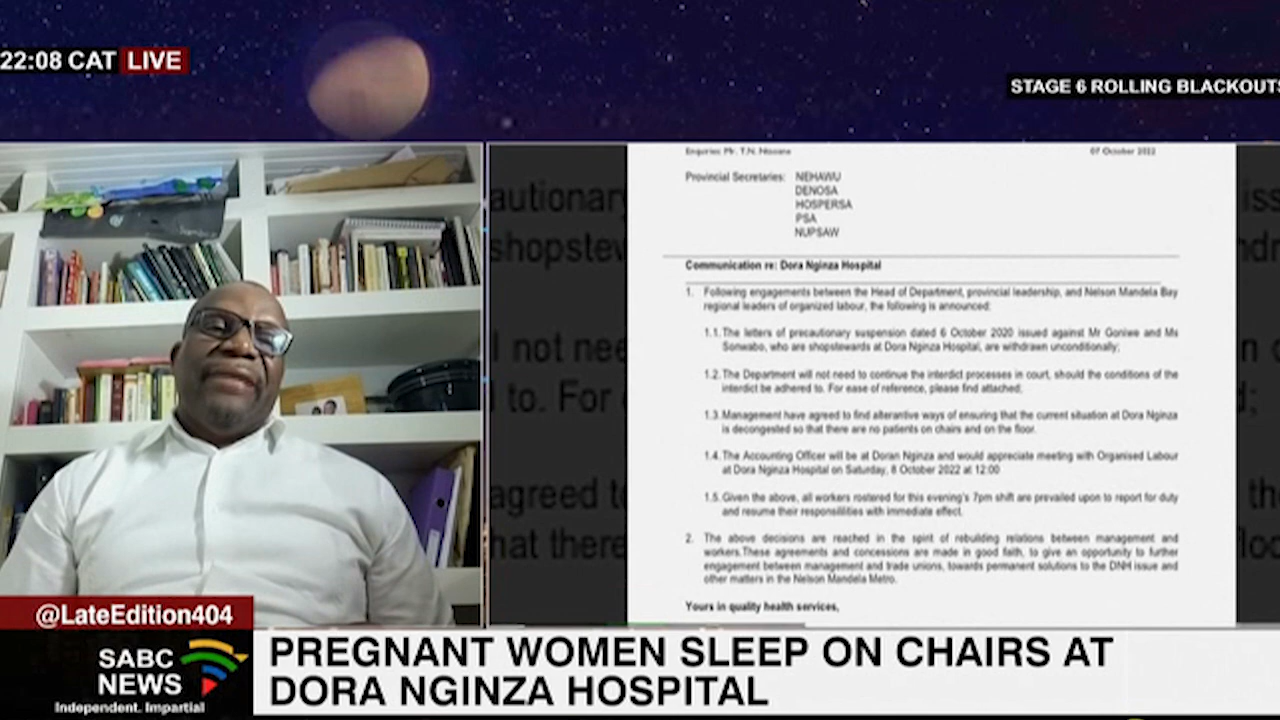 22:08 CAT LIVE
STAGE 6 ROLLING BLACKOUTS
Enquiries: Mr. T.N.
07 October 2022
Provincial Secretaries: NEHAWU
DENOSA
HOSPERSA
PSA
NUPSAW
Communication re: Dora Nginza Hospital
1. Following engagements between the Head of Department, provincial leadership, and Nelson Mandela Bay
regional leaders of organized labour, the following is announced:
1.1. The letters of precautionary suspension dated 6 October 2020 issued against Mr Goniwe and Ms
Sonwabo, who are shopstewards at Dora Nginza Hospital, are withdrawn unconditionally;
1.2. The Department will not need to continue the interdict processes in court, should the conditions of the
interdict be adhered to. For ease of reference, please find attached;
1.3. Management have agreed to find alterantive ways of ensuring that the current situation at Dora Nginza
is decongested so that there are no patients on chairs and on the floor.
1.4. The Accounting Officer will be at Doran Nginza and would appreciate meeting with Organised Labour
at Dora Nginza Hospital on Saturday, 8 October 2022 at 12:00
1.5. Given the above, all workers rostered for this evening's 7pm shift are prevailed upon to report for duty
and resume their responsilities with immediate effect.
2. The above decisions are reached in the spirit of rebuilding relations between management and
workers.These agreements and concessions are made in good faith, to give an opportunity to further
engagement between management and trade unions, towards permanent solutions to the DNH issue and
other matters in the Nelson Mandela Metro.
Yours in quality health services,
autionary
shopstew
l not nee
to. For
agreed t
hat there
@LateEdition404
SABC
NEWS
Independent. Impartial
PREGNANT WOMEN SLEEP ON CHAIRS AT
DORA NGINZA HOSPITAL